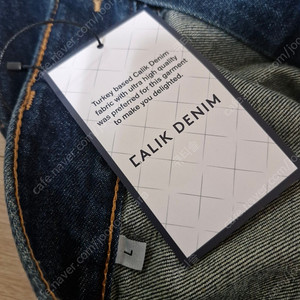 Turkey based Calik Denim
fabric with ultra high quality
was preferred for this garment
to make you delighted.
CALIK DENIM
L